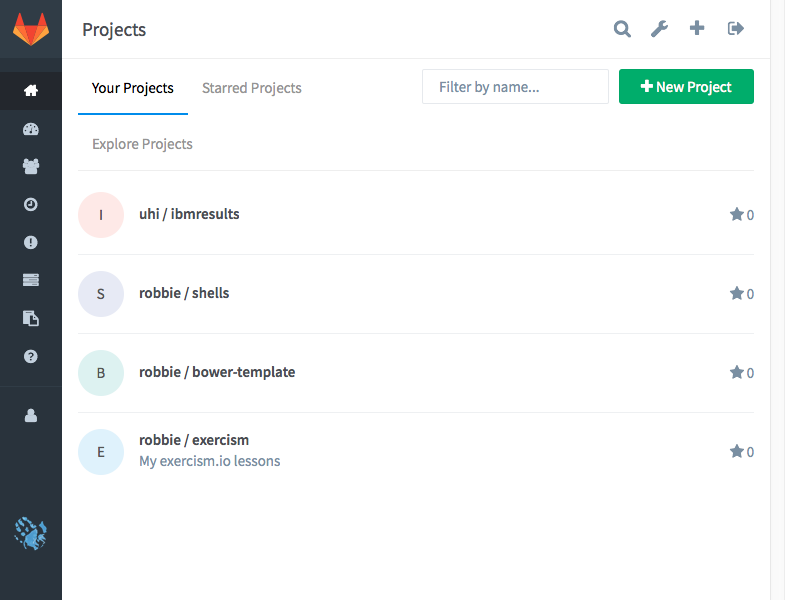 Projects
Your Projects Starred Projects Filter by name... New Project
Explore Projects
I uhi / ibmresults 0
S robbie / shells 0
B robbie / bower-template 0
E robbie / exercism 0
My exercism.io lessons